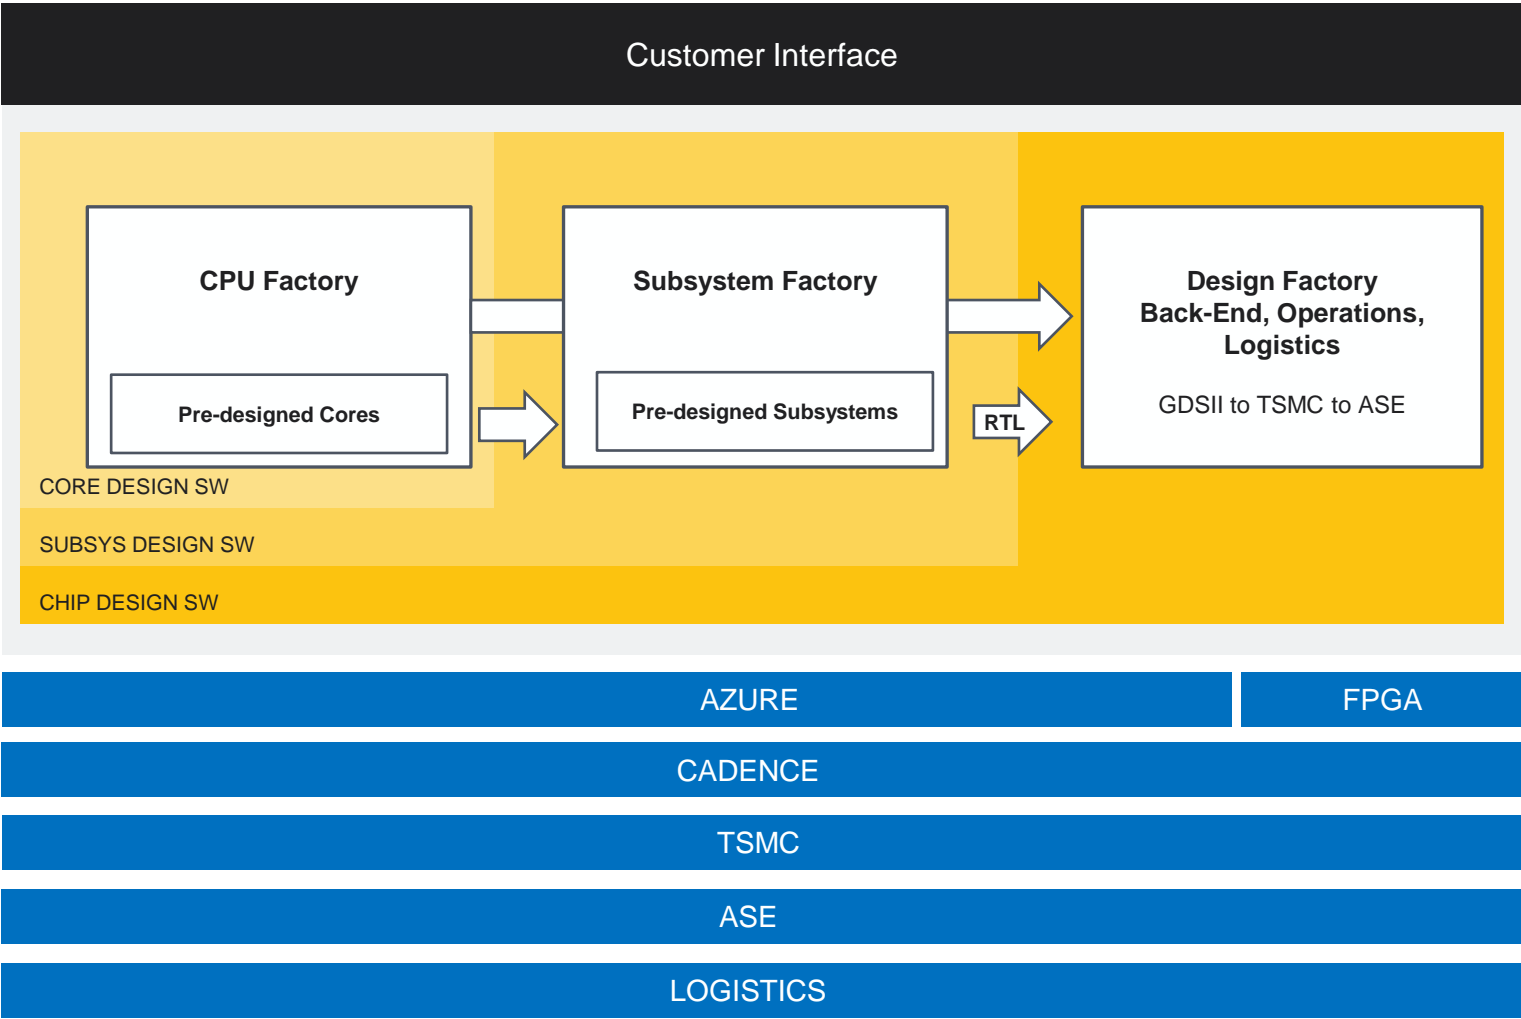 Customer Interface
CPU Factory
Pre-designed Cores
Subsystem Factory
Pre-designed Subsystems
RTL
Design Factory
Back-End, Operations,
Logistics
GDSII to TSMC to ASE
CORE DESIGN SW
SUBSYS DESIGN SW
CHIP DESIGN SW
AZURE
FPGA
CADENCE
TSMC
ASE
LOGISTICS